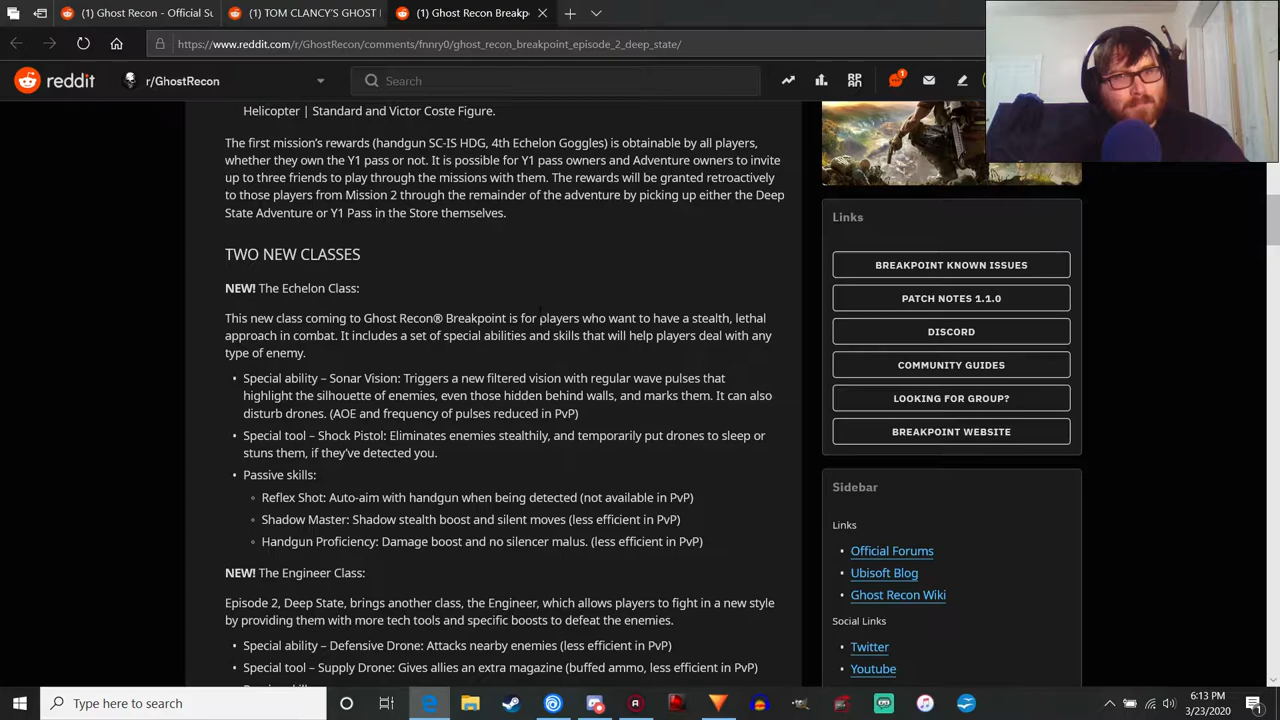 (1) Ghost Recon - Official Su
(1) TOM CLANCY'S GHOST I
(1) Ghost Recon Breakp
https://www.reddit.com/r/GhostRecon/comments/fnnry0/ghost_recon_breakpoint_episode_2_deep_state/
reddit
r/GhostRecon
Search
1
Helicopter | Standard and Victor Coste Figure.
The first mission's rewards (handgun SC-IS HDG, 4th Echelon Goggles) is obtainable by all players,
whether they own the Y1 pass or not. It is possible for Y1 pass owners and Adventure owners to invite
up to three friends to play through the missions with them. The rewards will be granted retroactively
to those players from Mission 2 through the remainder of the adventure by picking up either the Deep
State Adventure or Y1 Pass in the Store themselves.
TWO NEW CLASSES
NEW! The Echelon Class:
This new class coming to Ghost Recon® Breakpoint is for players who want to have a stealth, lethal
approach in combat. It includes a set of special abilities and skills that will help players deal with any
type of enemy.
• Special ability – Sonar Vision: Triggers a new filtered vision with regular wave pulses that
highlight the silhouette of enemies, even those hidden behind walls, and marks them. It can also
disturb drones. (AOE and frequency of pulses reduced in PvP)
• Special tool – Shock Pistol: Eliminates enemies stealthily, and temporarily put drones to sleep or
stuns them, if they've detected you.
• Passive skills:
◦ Reflex Shot: Auto-aim with handgun when being detected (not available in PvP)
◦ Shadow Master: Shadow stealth boost and silent moves (less efficient in PvP)
◦ Handgun Proficiency: Damage boost and no silencer malus. (less efficient in PvP)
NEW! The Engineer Class:
Episode 2, Deep State, brings another class, the Engineer, which allows players to fight in a new style
by providing them with more tech tools and specific boosts to defeat the enemies.
• Special ability – Defensive Drone: Attacks nearby enemies (less efficient in PvP)
• Special tool – Supply Drone: Gives allies an extra magazine (buffed ammo, less efficient in PvP)
Links
BREAKPOINT KNOWN ISSUES
PATCH NOTES 1.1.0
DISCORD
COMMUNITY GUIDES
LOOKING FOR GROUP?
BREAKPOINT WEBSITE
Sidebar
Links
• Official Forums
• Ubisoft Blog
• Ghost Recon Wiki
Social Links
• Twitter
• Youtube
Type here to search
6:13 PM
3/23/2020
1